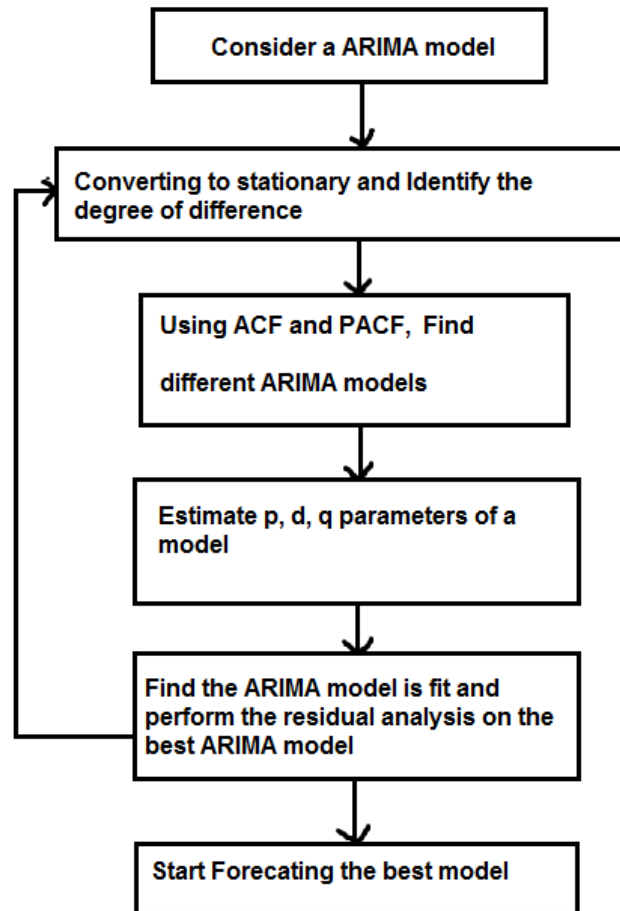 Consider a ARIMA model
Converting to stationary and Identify the
degree of difference
Using ACF and PACF, Find
different ARIMA models
Estimate p, d, q parameters of a
model
Find the ARIMA model is fit and
perform the residual analysis on the
best ARIMA model
Start Forecating the best model